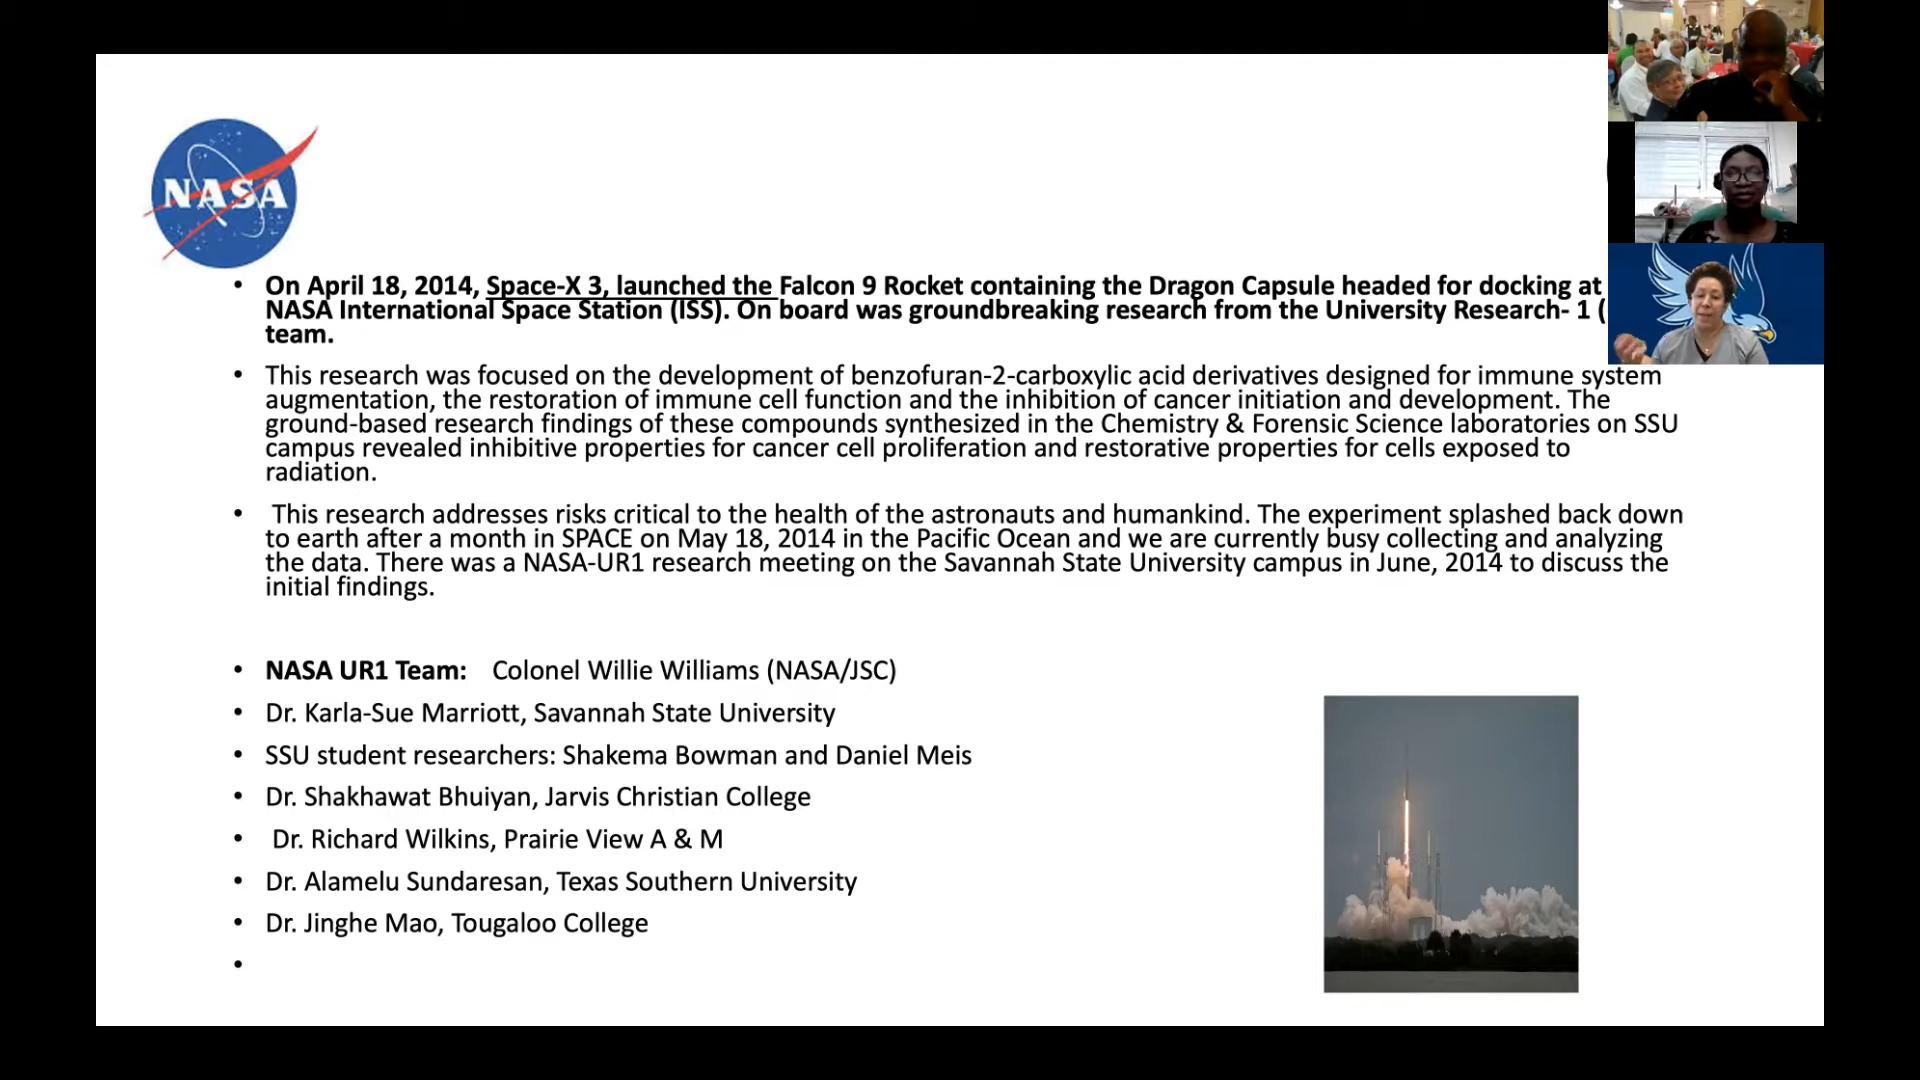 NASA
• On April 18, 2014, Space-X 3, launched the Falcon 9 Rocket containing the Dragon Capsule headed for docking at
NASA International Space Station (ISS). On board was groundbreaking research from the University Research- 1 (
team.
• This research was focused on the development of benzofuran-2-carboxylic acid derivatives designed for immune system
augmentation, the restoration of immune cell function and the inhibition of cancer initiation and development. The
ground-based research findings of these compounds synthesized in the Chemistry & Forensic Science laboratories on SSU
campus revealed inhibitive properties for cancer cell proliferation and restorative properties for cells exposed to
radiation.
• This research addresses risks critical to the health of the astronauts and humankind. The experiment splashed back down
to earth after a month in SPACE on May 18, 2014 in the Pacific Ocean and we are currently busy collecting and analyzing
the data. There was a NASA-UR1 research meeting on the Savannah State University campus in June, 2014 to discuss the
initial findings.
• NASA UR1 Team: Colonel Willie Williams (NASA/JSC)
• Dr. Karla-Sue Marriott, Savannah State University
• SSU student researchers: Shakema Bowman and Daniel Meis
• Dr. Shakhawat Bhuiyan, Jarvis Christian College
• Dr. Richard Wilkins, Prairie View A & M
• Dr. Alamelu Sundaresan, Texas Southern University
• Dr. Jinghe Mao, Tougaloo College
•